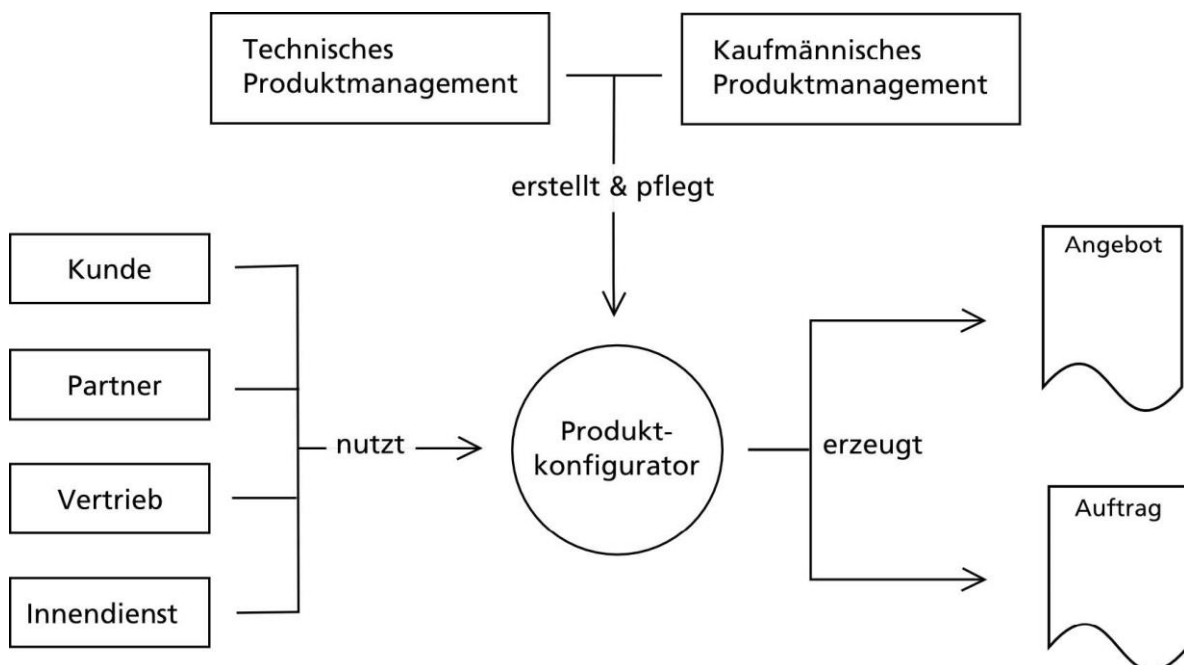 Technisches
Produktmanagement
Kaufmännisches
Produktmanagement
erstellt & pflegt
Kunde
Partner
Vertrieb
Innendienst
nutzt
Produkt-
konfigurator
erzeugt
Angebot
Auftrag